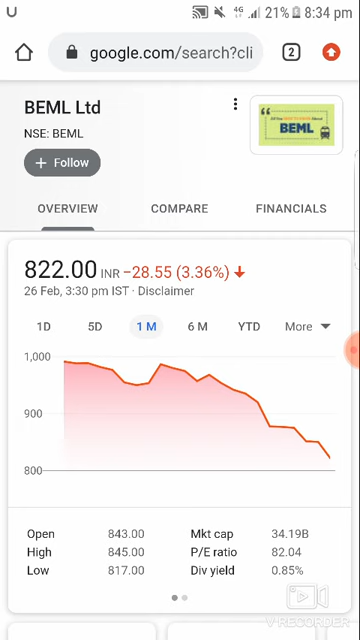 U 4G 21% 8:34 pm
google.com/search?cli 2
BEML Ltd
NSE: BEML
+ Follow
BEML
OVERVIEW COMPARE FINANCIALS
822.00 INR −28.55 (3.36%) ↓
26 Feb, 3:30 pm IST · Disclaimer
1D 5D 1 M 6 M YTD More
1,000
900
800
Open 843.00 Mkt cap 34.19B
High 845.00 P/E ratio 82.04
Low 817.00 Div yield 0.85%
V RECORDER